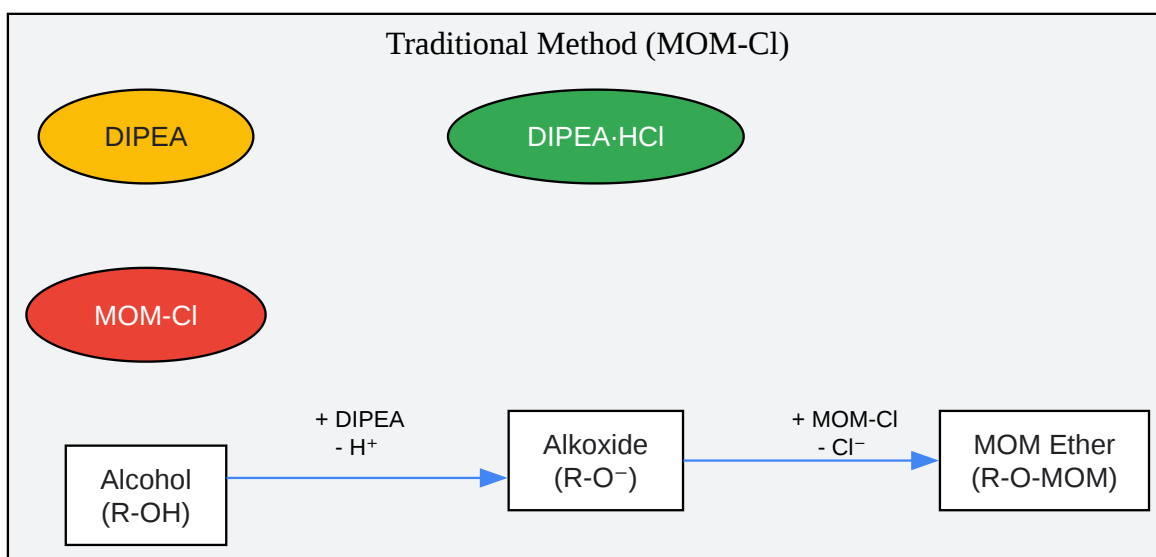 Traditional Method (MOM-Cl)
DIPEA
DIPEA·HCl
MOM-Cl
+ DIPEA
- H⁺
+ MOM-Cl
- Cl⁻
Alcohol
(R-OH)
Alkoxide
(R-O⁻)
MOM Ether
(R-O-MOM)